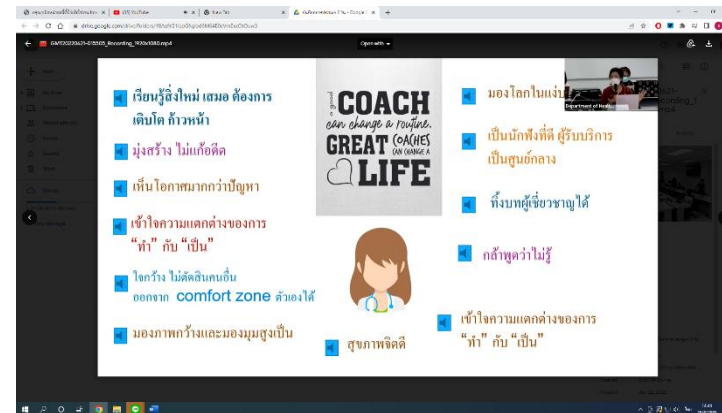 GMT20220621-015505_Recording_1920x1080.mp4
Open with
เรียนรู้สิ่งใหม่ เสมอ ต้องการ
เติบโต ก้าวหน้า
มุ่งสร้าง ไม่แก้อดีต
เห็นโอกาสมากกว่าปัญหา
เข้าใจความแตกต่างของการ
“ทำ” กับ “เป็น”
ใจกว้าง ไม่ตัดสินคนอื่น
ออกจาก comfort zone ตัวเองได้
มองภาพกว้างและมองมุมสูงเป็น
a good
COACH
can change a routine.
GREAT COACHES
CAN CHANGE A
LIFE
สุขภาพจิตดี
มองโลกในแง่
Department of Health
เป็นนักฟังที่ดี ผู้รับบริการ
เป็นศูนย์กลาง
ทิ้งบทผู้เชี่ยวชาญได้
กล้าพูดว่าไม่รู้
เข้าใจความแตกต่างของการ
“ทำ” กับ “เป็น”